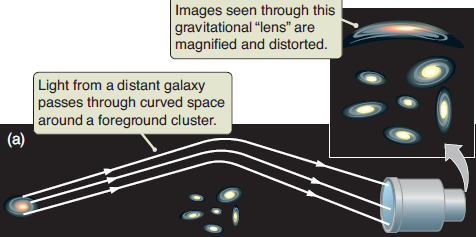 Images seen through this
gravitational “lens” are
magnified and distorted.
Light from a distant galaxy
passes through curved space
around a foreground cluster.
(a)